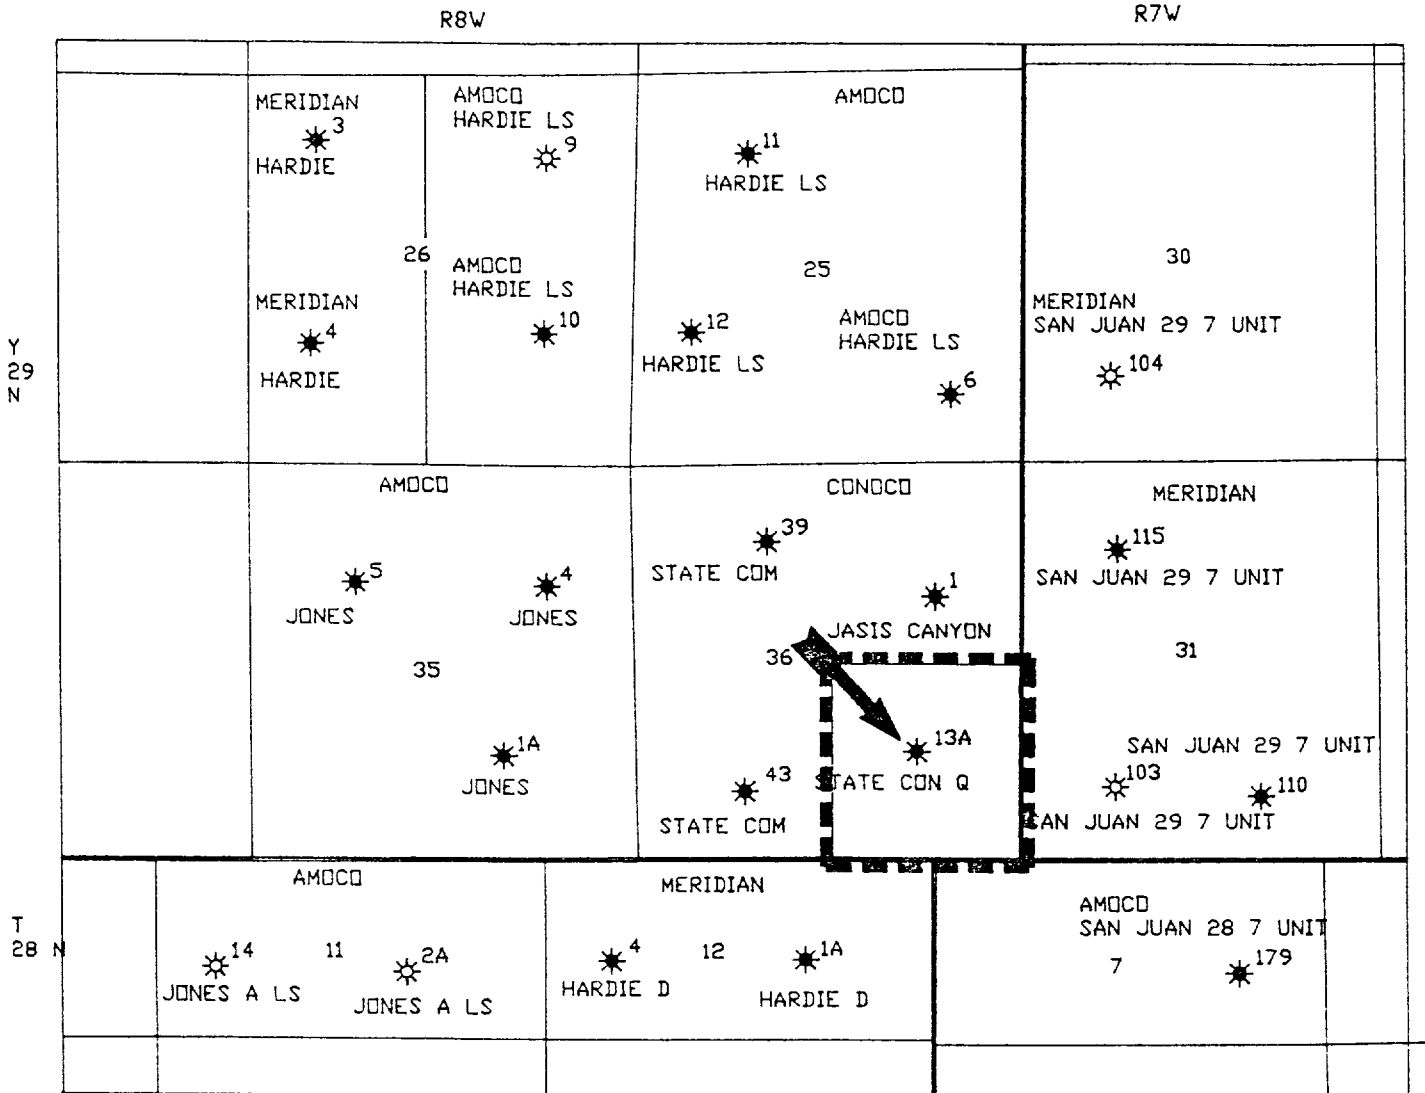 R8W
R7W
MERIDIAN
3
HARDIE
AMOCO
HARDIE LS
9
AMOCO
11
HARDIE LS
26
AMOCO
HARDIE LS
10
25
30
MERIDIAN
4
HARDIE
12
HARDIE LS
AMOCO
HARDIE LS
6
MERIDIAN
SAN JUAN 29 7 UNIT
104
Y
29
N
AMOCO
CONOCO
MERIDIAN
39
STATE COM
115
SAN JUAN 29 7 UNIT
5
JONES
4
JONES
1
JASIS CANYON
35
36
31
1A
JONES
13A
STATE CON Q
43
STATE COM
SAN JUAN 29 7 UNIT
103
110
SAN JUAN 29 7 UNIT
AMOCO
MERIDIAN
AMOCO
SAN JUAN 28 7 UNIT
T
28 N
14
11
2A
JONES A LS
JONES A LS
4
12
1A
HARDIE D
HARDIE D
7
179